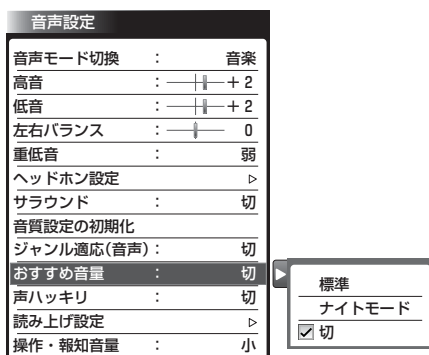 音声設定
音声モード切換 : 音楽
高音 : +2
低音 : +2
左右バランス : 0
重低音 : 弱
ヘッドホン設定
サラウンド : 切
音質設定の初期化
ジャンル適応(音声) : 切
おすすめ音量 : 切
声ハッキリ : 切
読み上げ設定
操作・報知音量 : 小
標準
ナイトモード
切